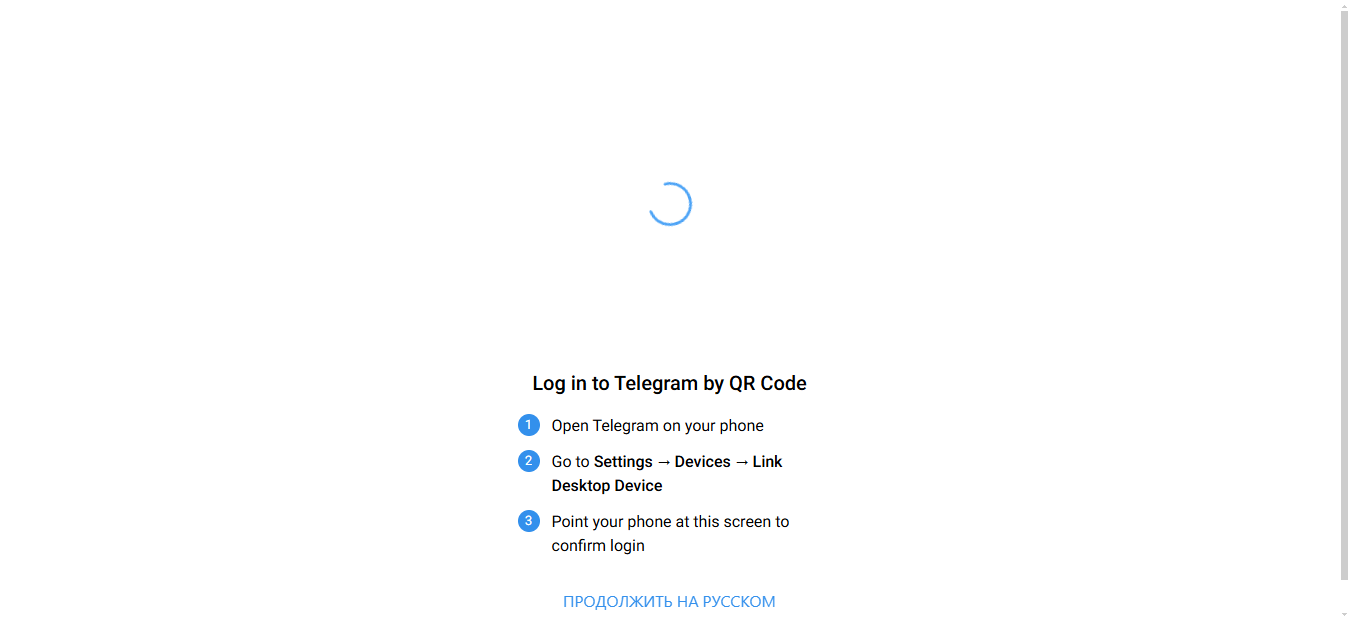 Log in to Telegram by QR Code
1 Open Telegram on your phone
2 Go to Settings → Devices → Link
Desktop Device
3 Point your phone at this screen to
confirm login
ПРОДОЛЖИТЬ НА РУССКОМ